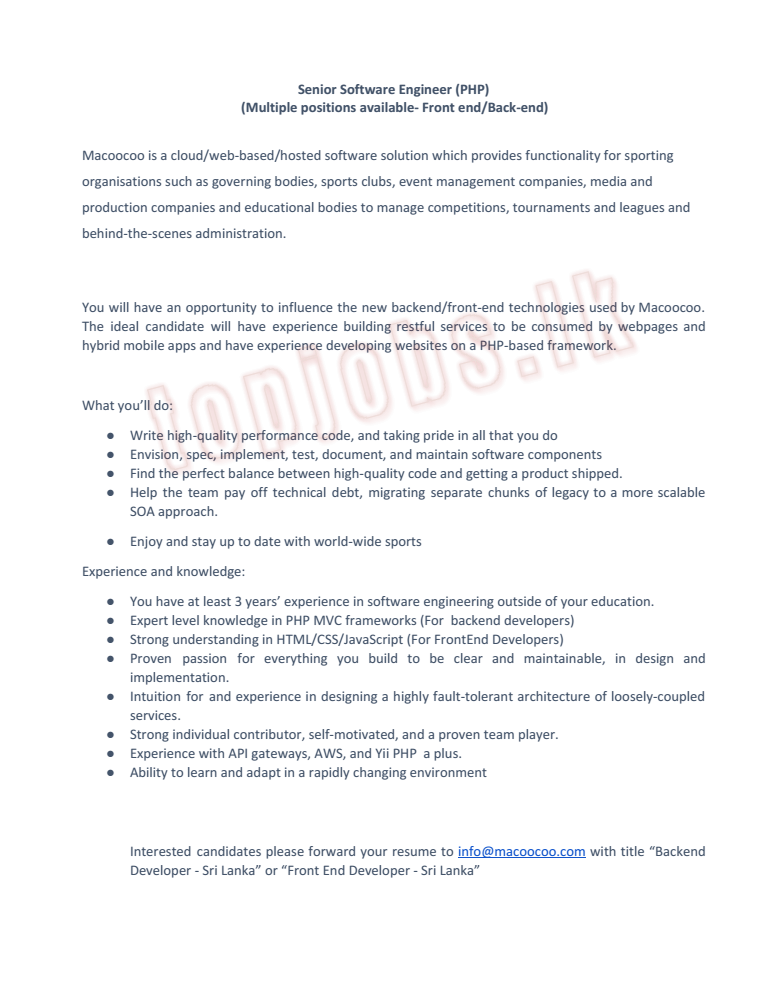 Senior Software Engineer (PHP)
(Multiple positions available- Front end/Back-end)
Macoocoo is a cloud/web-based/hosted software solution which provides functionality for sporting
organisations such as governing bodies, sports clubs, event management companies, media and
production companies and educational bodies to manage competitions, tournaments and leagues and
behind-the-scenes administration.
You will have an opportunity to influence the new backend/front-end technologies used by Macoocoo.
The ideal candidate will have experience building restful services to be consumed by webpages and
hybrid mobile apps and have experience developing websites on a PHP-based framework.
topjobs.lk
What you’ll do:
● Write high-quality performance code, and taking pride in all that you do
● Envision, spec, implement, test, document, and maintain software components
● Find the perfect balance between high-quality code and getting a product shipped.
● Help the team pay off technical debt, migrating separate chunks of legacy to a more scalable
SOA approach.
● Enjoy and stay up to date with world-wide sports
Experience and knowledge:
● You have at least 3 years’ experience in software engineering outside of your education.
● Expert level knowledge in PHP MVC frameworks (For  backend developers)
● Strong understanding in HTML/CSS/JavaScript (For FrontEnd Developers)
● Proven passion for everything you build to be clear and maintainable, in design and
implementation.
● Intuition for and experience in designing a highly fault-tolerant architecture of loosely-coupled
services.
● Strong individual contributor, self-motivated, and a proven team player.
● Experience with API gateways, AWS, and Yii PHP  a plus.
● Ability to learn and adapt in a rapidly changing environment
Interested candidates please forward your resume to info@macoocoo.com with title “Backend
Developer - Sri Lanka” or “Front End Developer - Sri Lanka”